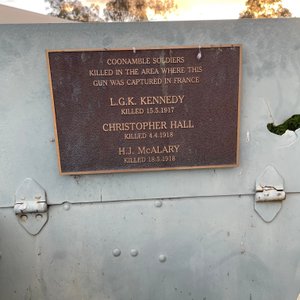 COONAMBLE SOLDIERS
KILLED IN THE AREA WHERE THIS
GUN WAS CAPTURED IN FRANCE
L.G.K. KENNEDY
KILLED 15.5.1917
CHRISTOPHER HALL
KILLED 4.4.1918
H.J. McALARY
KILLED 18.5.1918